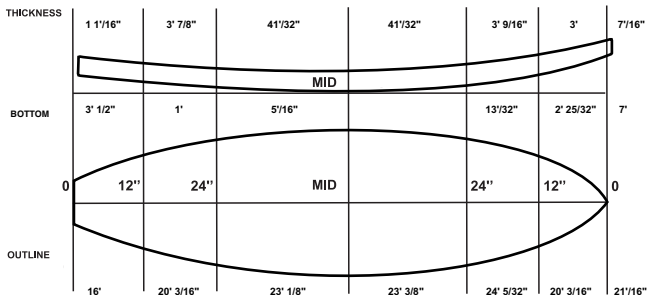 THICKNESS 1 1'/16" 3' 7/8" 41'/32" 41'/32" 3' 9/16" 3' 7'/16"
MID
BOTTOM 3' 1/2" 1' 5'/16" 13'/32" 2' 25/32" 7'
0 12" 24" MID 24" 12" 0
OUTLINE
16' 20' 3/16" 23' 1/8" 23' 3/8" 24' 5/32" 20' 3/16" 21'/16"